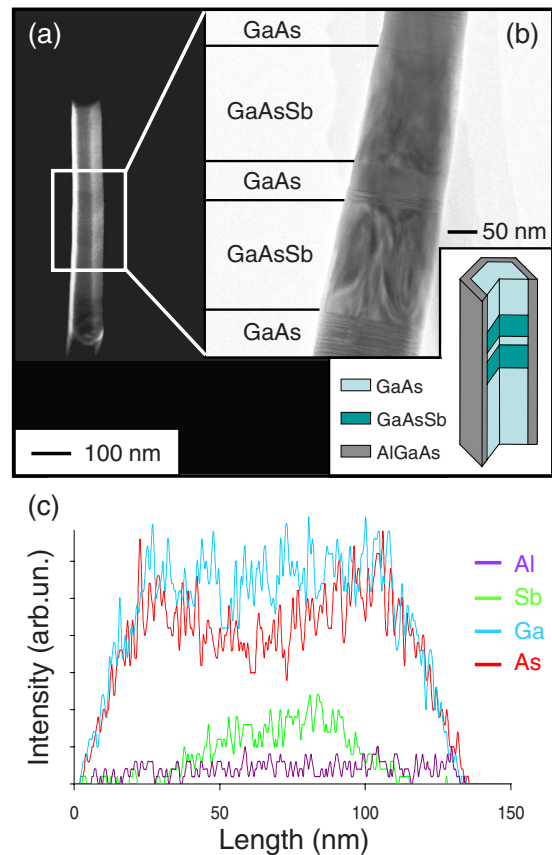 (a)
GaAs
(b)
GaAsSb
GaAs
50 nm
GaAsSb
GaAs
GaAs
GaAsSb
AlGaAs
100 nm
(c)
Intensity (arb.un.)
Al
Sb
Ga
As
0
50
100
150
Length (nm)